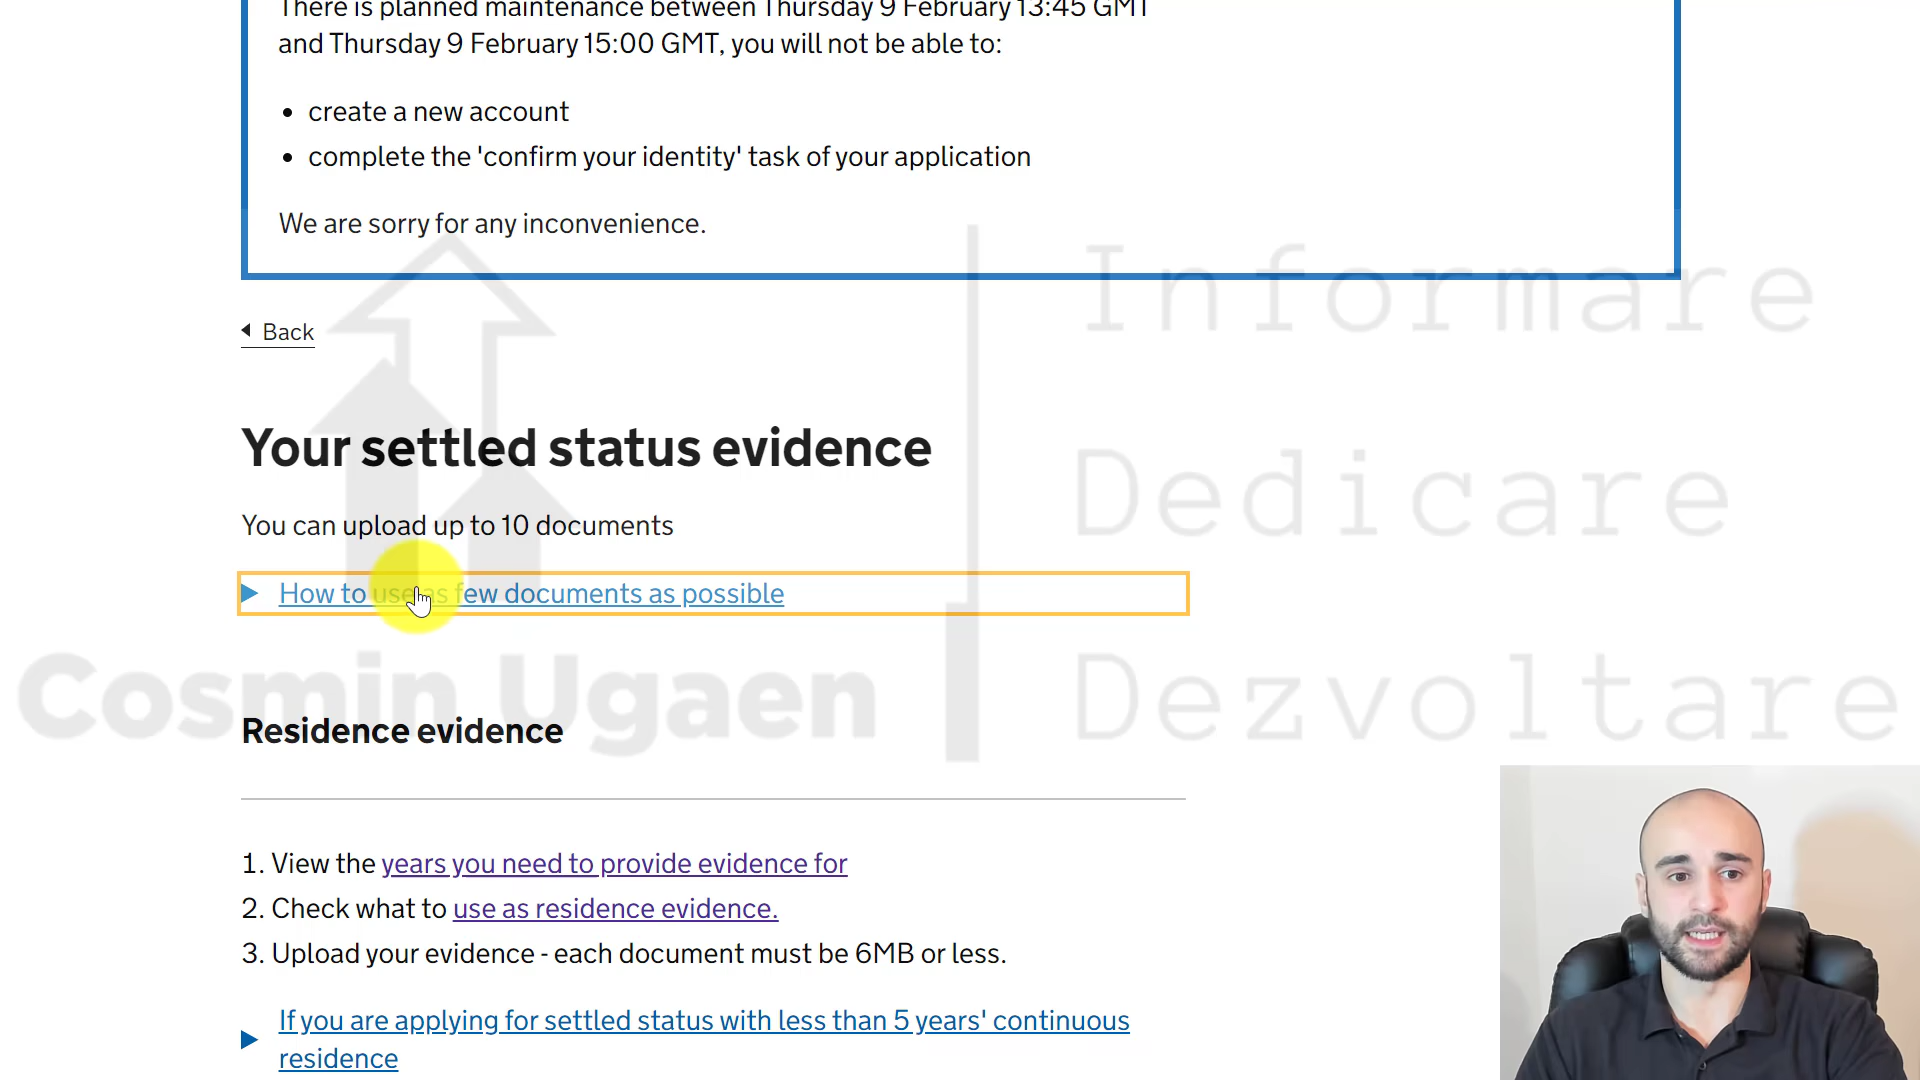 There is planned maintenance between Thursday 9 February 13:45 GMT
and Thursday 9 February 15:00 GMT, you will not be able to:
• create a new account
• complete the 'confirm your identity' task of your application
We are sorry for any inconvenience.
Back
Your settled status evidence
You can upload up to 10 documents
How to use as few documents as possible
Residence evidence
1. View the years you need to provide evidence for
2. Check what to use as residence evidence.
3. Upload your evidence - each document must be 6MB or less.
If you are applying for settled status with less than 5 years' continuous
residence
Cosmin Ugaen
Informare
Dedicare
Dezvoltare